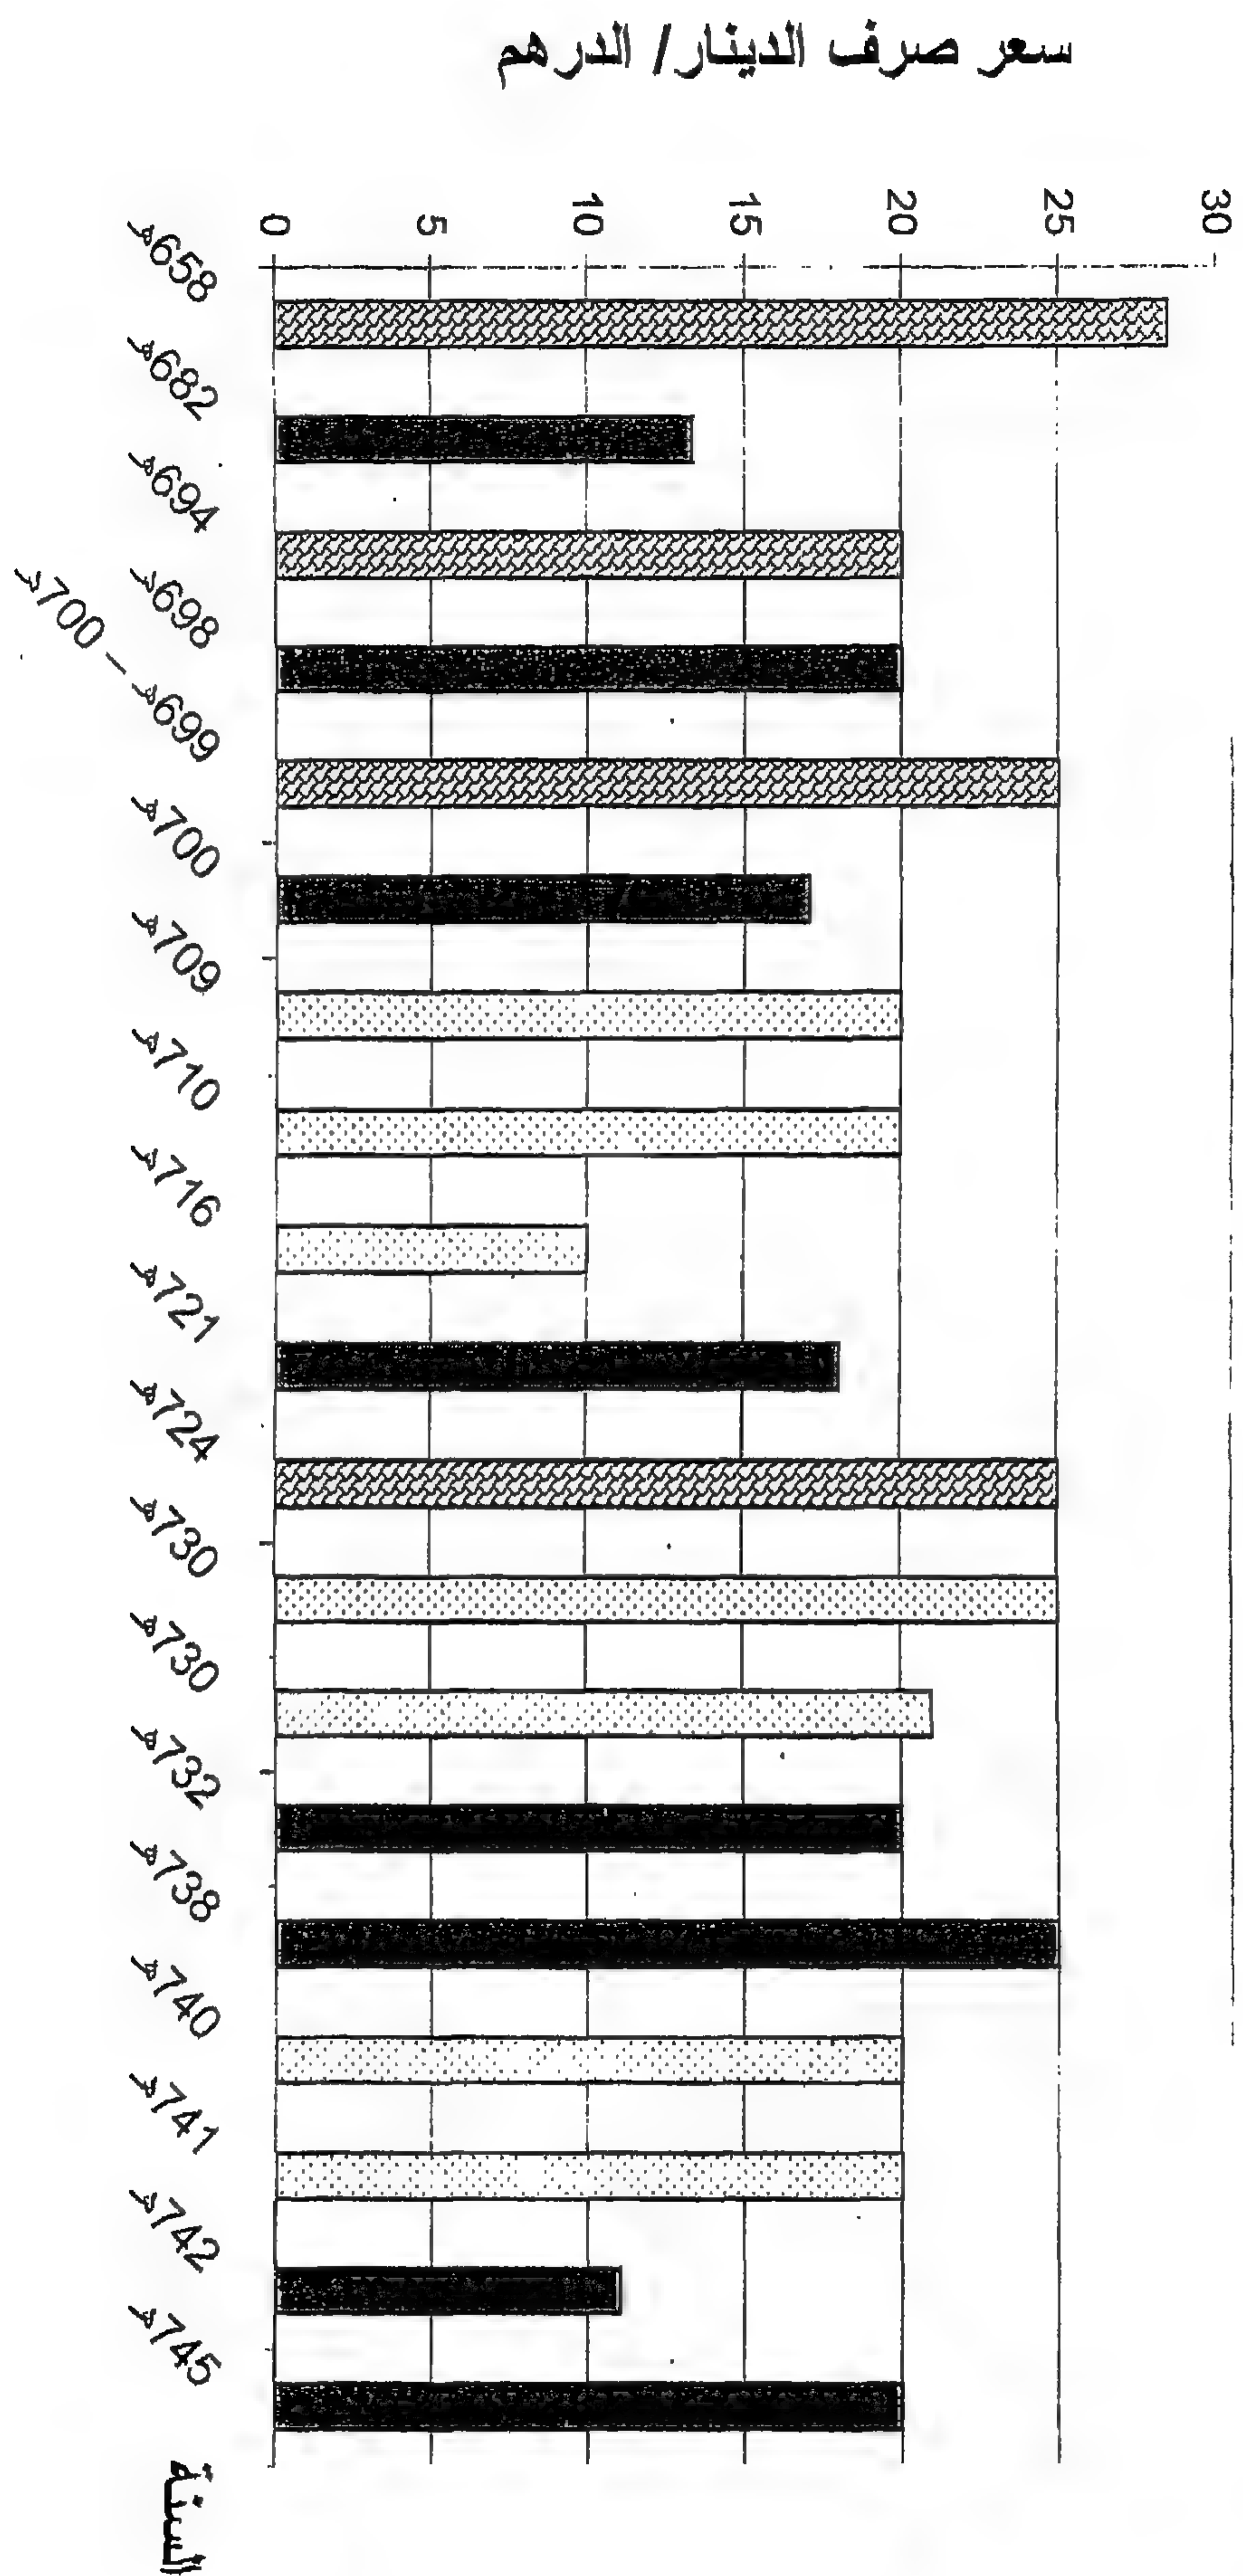 سعر صرف الدينار/ الدرهم
30
25
20
15
10
5
0
658هـ
682هـ
694هـ
698هـ
699هـ – 700هـ
700هـ
709هـ
710هـ
716هـ
721هـ
724هـ
730هـ
730هـ
732هـ
738هـ
740هـ
741هـ
742هـ
745هـ
السنة